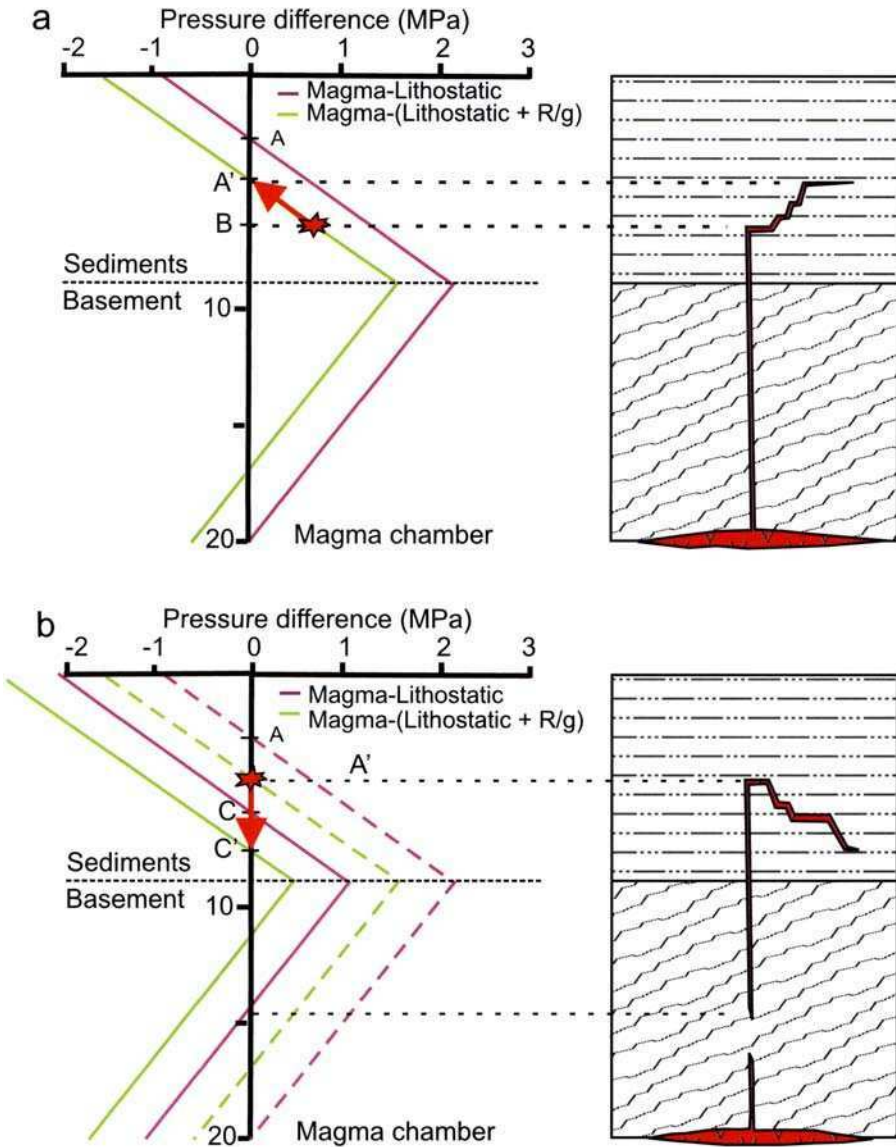 a
Pressure difference (MPa)
-2 -1 0 1 2 3
Magma-Lithostatic
Magma-(Lithostatic + R/g)
A
A'
B
Sediments
Basement
10
20
Magma chamber
b
Pressure difference (MPa)
-2 -1 0 1 2 3
Magma-Lithostatic
Magma-(Lithostatic + R/g)
A
A'
C
C'
Sediments
Basement
10
20
Magma chamber